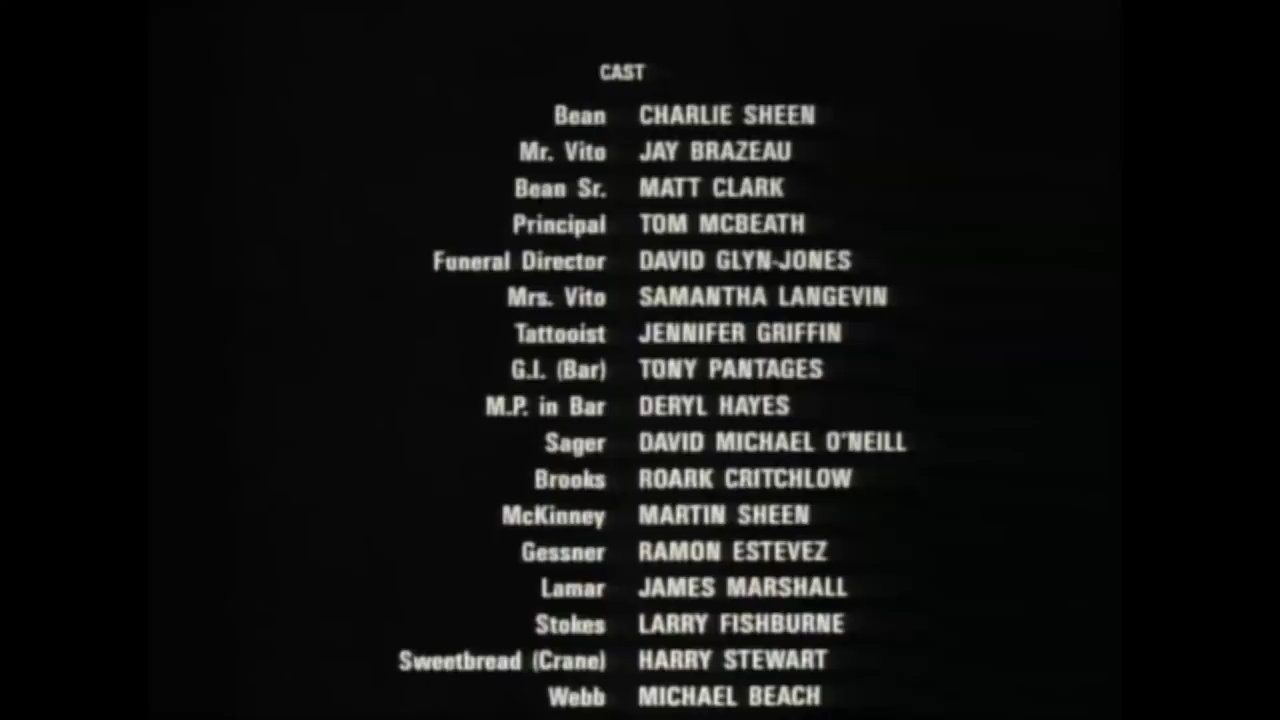 CAST
Bean CHARLIE SHEEN
Mr. Vito JAY BRAZEAU
Bean Sr. MATT CLARK
Principal TOM MCBEATH
Funeral Director DAVID GLYN-JONES
Mrs. Vito SAMANTHA LANGEVIN
Tattooist JENNIFER GRIFFIN
G.I. (Bar) TONY PANTAGES
M.P. in Bar DERYL HAYES
Sager DAVID MICHAEL O'NEILL
Brooks ROARK CRITCHLOW
McKinney MARTIN SHEEN
Gessner RAMON ESTEVEZ
Lamar JAMES MARSHALL
Stokes LARRY FISHBURNE
Sweetbread (Crane) HARRY STEWART
Webb MICHAEL BEACH